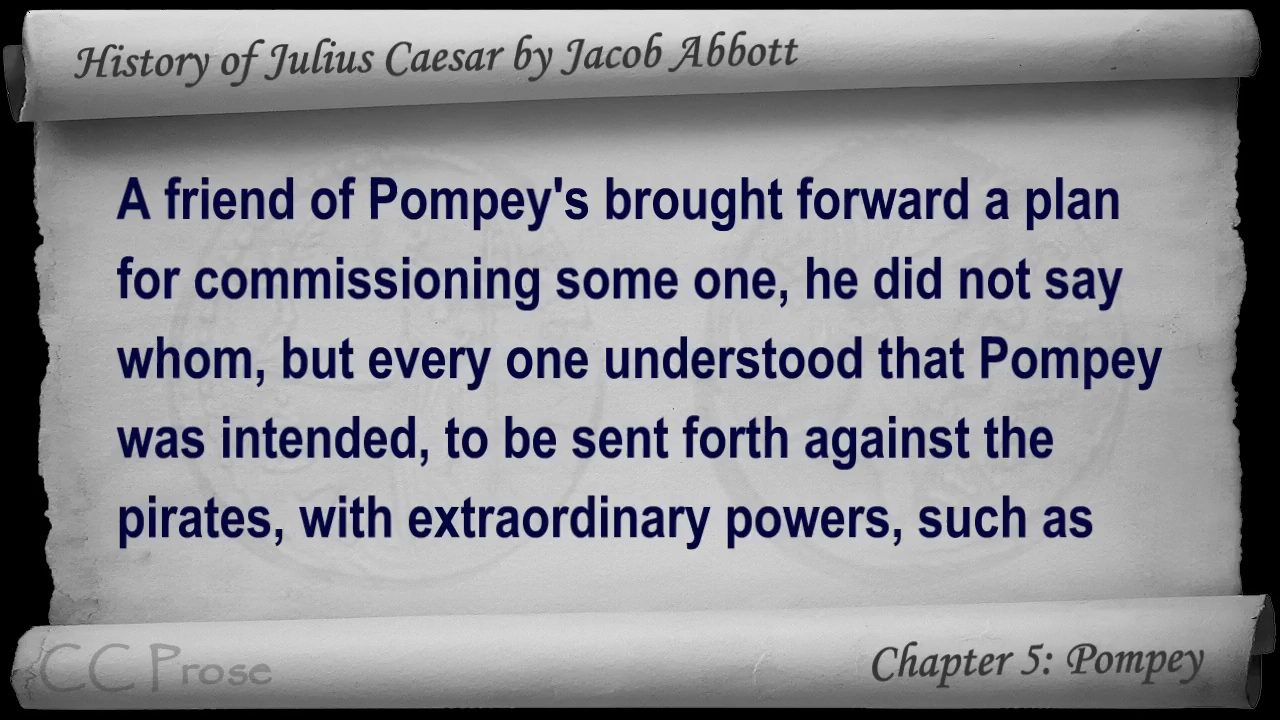 History of Julius Caesar by Jacob Abbott
A friend of Pompey's brought forward a plan
for commissioning some one, he did not say
whom, but every one understood that Pompey
was intended, to be sent forth against the
pirates, with extraordinary powers, such as
CC Prose
Chapter 5: Pompey